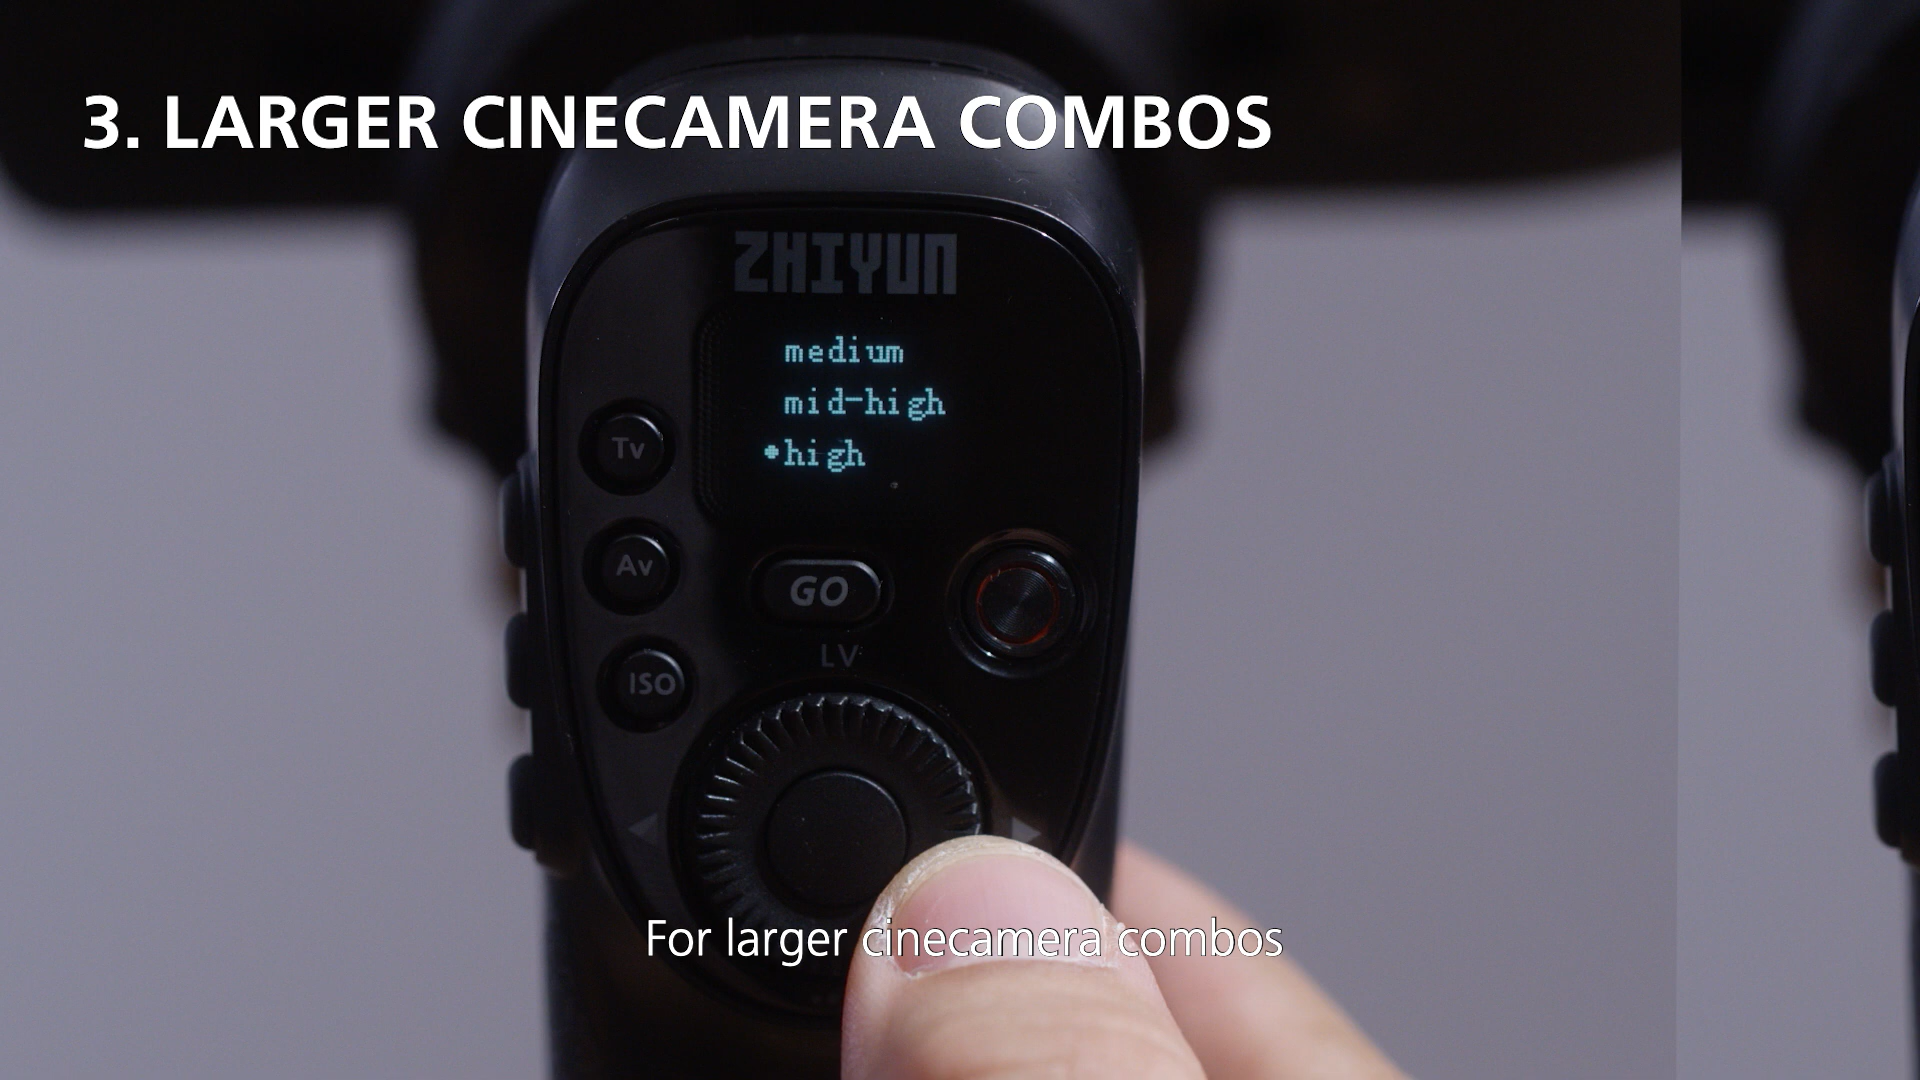 3. LARGER CINECAMERA COMBOS
ZHIYUN
medium
mid-high
•high
Tv
Av
GO
LV
ISO
For larger cinecamera combos